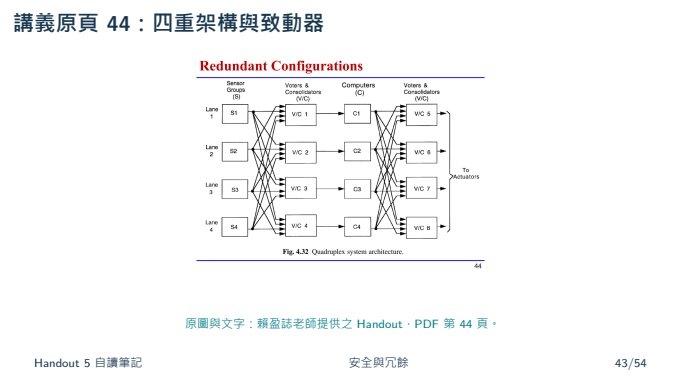 講義原頁 44：四重架構與致動器
Redundant Configurations
Sensor
Groups
(S)
Voters &
Consolidators
(V/C)
Computers
(C)
Voters &
Consolidators
(V/C)
Lane
1
S1
V/C 1
C1
V/C 5
Lane
2
S2
V/C 2
C2
V/C 6
To
Actuators
Lane
3
S3
V/C 3
C3
V/C 7
Lane
4
S4
V/C 4
C4
V/C 8
Fig. 4.32 Quadruplex system architecture.
44
原圖與文字：賴盈誌老師提供之 Handout，PDF 第 44 頁。
Handout 5 自讀筆記
安全與冗餘
43/54